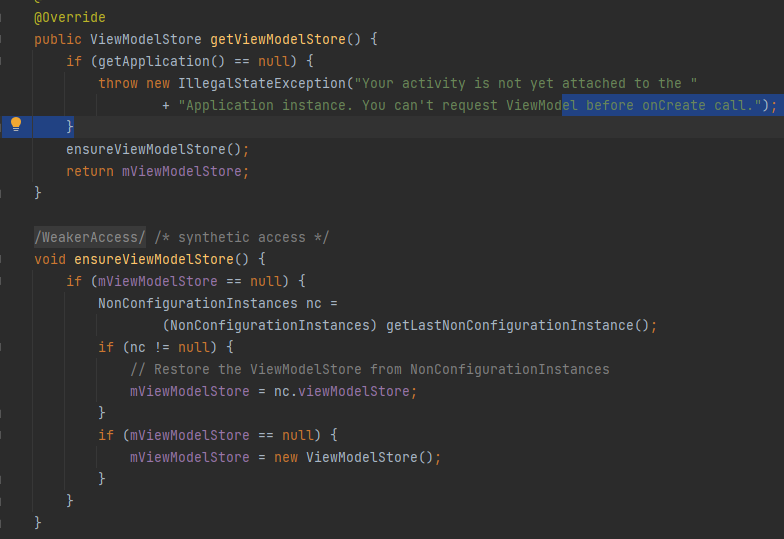 @Override
public ViewModelStore getViewModelStore() {
    if (getApplication() == null) {
        throw new IllegalStateException("Your activity is not yet attached to the "
                + "Application instance. You can't request ViewModel before onCreate call.");
    }
    ensureViewModelStore();
    return mViewModelStore;
}

/WeakerAccess/ /* synthetic access */
void ensureViewModelStore() {
    if (mViewModelStore == null) {
        NonConfigurationInstances nc =
                (NonConfigurationInstances) getLastNonConfigurationInstance();
        if (nc != null) {
            // Restore the ViewModelStore from NonConfigurationInstances
            mViewModelStore = nc.viewModelStore;
        }
        if (mViewModelStore == null) {
            mViewModelStore = new ViewModelStore();
        }
    }
}